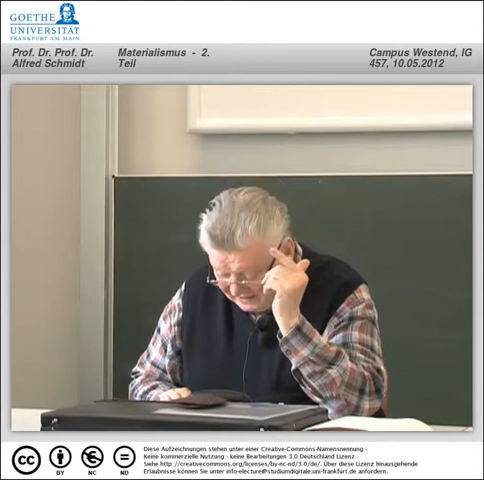 GOETHE
UNIVERSITÄT
FRANKFURT AM MAIN
Prof. Dr. Prof. Dr. Materialismus - 2. Campus Westend, IG
Alfred Schmidt Teil 457, 10.05.2012
cc BY NC ND
Diese Aufzeichnungen stehen unter einer Creative-Commons-Namensnennung -
Keine kommerzielle Nutzung - keine Bearbeitungen 3.0 Deutschland Lizenz -
Siehe http://creativecommons.org/licenses/by-nc-nd/3.0/de/. Über diese Lizenz hinausgehende
Erlaubnisse können Sie unter info-electure@studiumdigitale.uni-frankfurt.de anfordern.